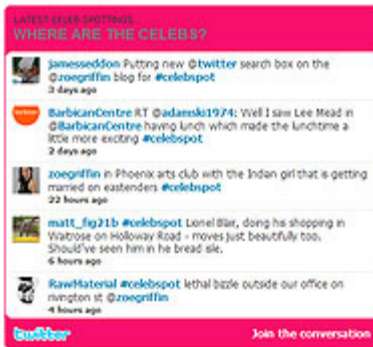 LATEST CELEB SPOTTINGS...
WHERE ARE THE CELEBS?
jamesseddon Putting new @twitter search box on the
@zoegriffin blog for #celebspot
3 days ago
BarbicanCentre RT @adamski1974: Well I saw Lee Mead in
@BarbicanCentre having lunch which made the lunchtime a
little more exciting #celebspot
2 days ago
zoegriffin in Phoenix arts club with the Indan girl that is getting
married on eastenders #celebspot
22 hours ago
matt_fig21b #celebspot Lionel Blair, doing his shopping in
Waitrose on Holloway Road - moves just beautifully too.
Should've seen him in he bread isle.
6 hours ago
RawMaterial #celebspot lethal bizzle outside our office on
rivington st @zoegriffin
4 hours ago
twitter
Join the conversation